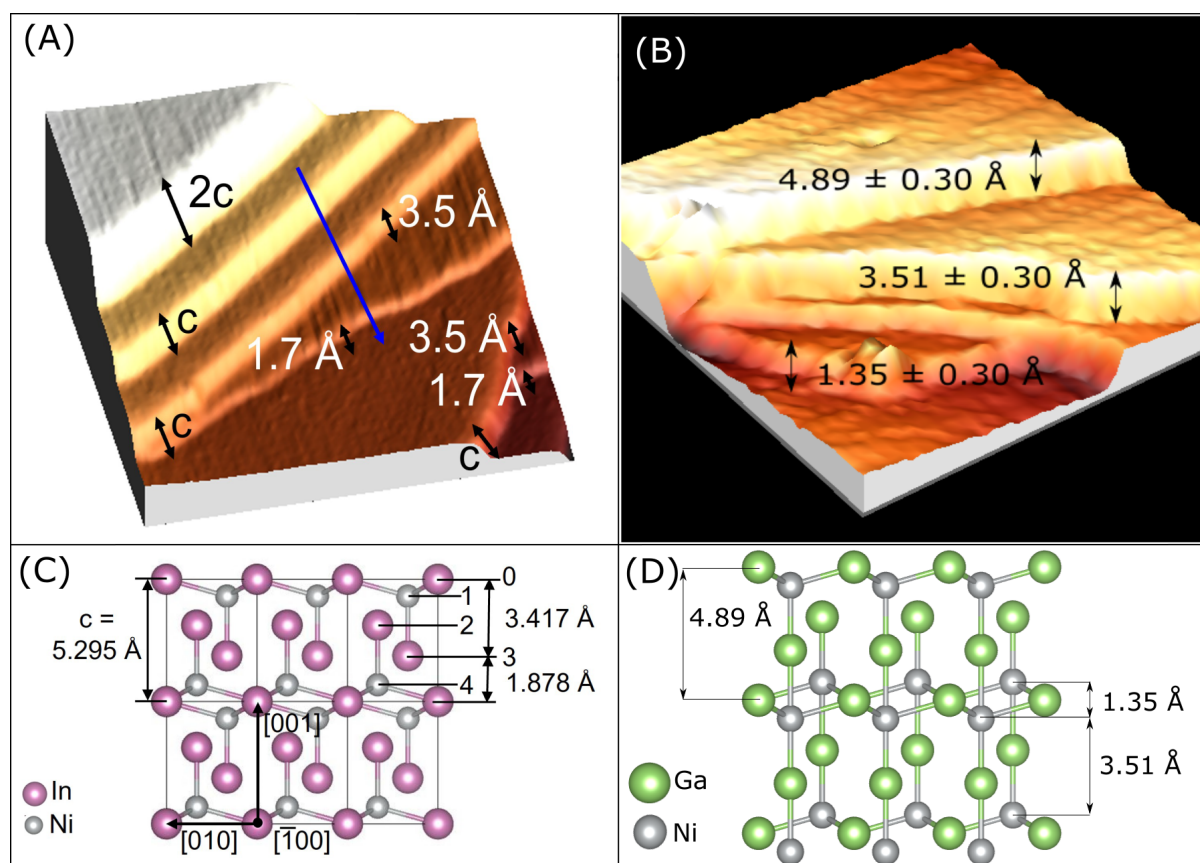 (A)
2c
3.5 Å
c
1.7 Å
3.5 Å
1.7 Å
c
c
(B)
4.89 ± 0.30 Å
3.51 ± 0.30 Å
1.35 ± 0.30 Å
(C)
c =
5.295 Å
0
1
2
3
4
3.417 Å
1.878 Å
[001]
[010]
[1̅00]
In
Ni
(D)
4.89 Å
1.35 Å
3.51 Å
Ga
Ni